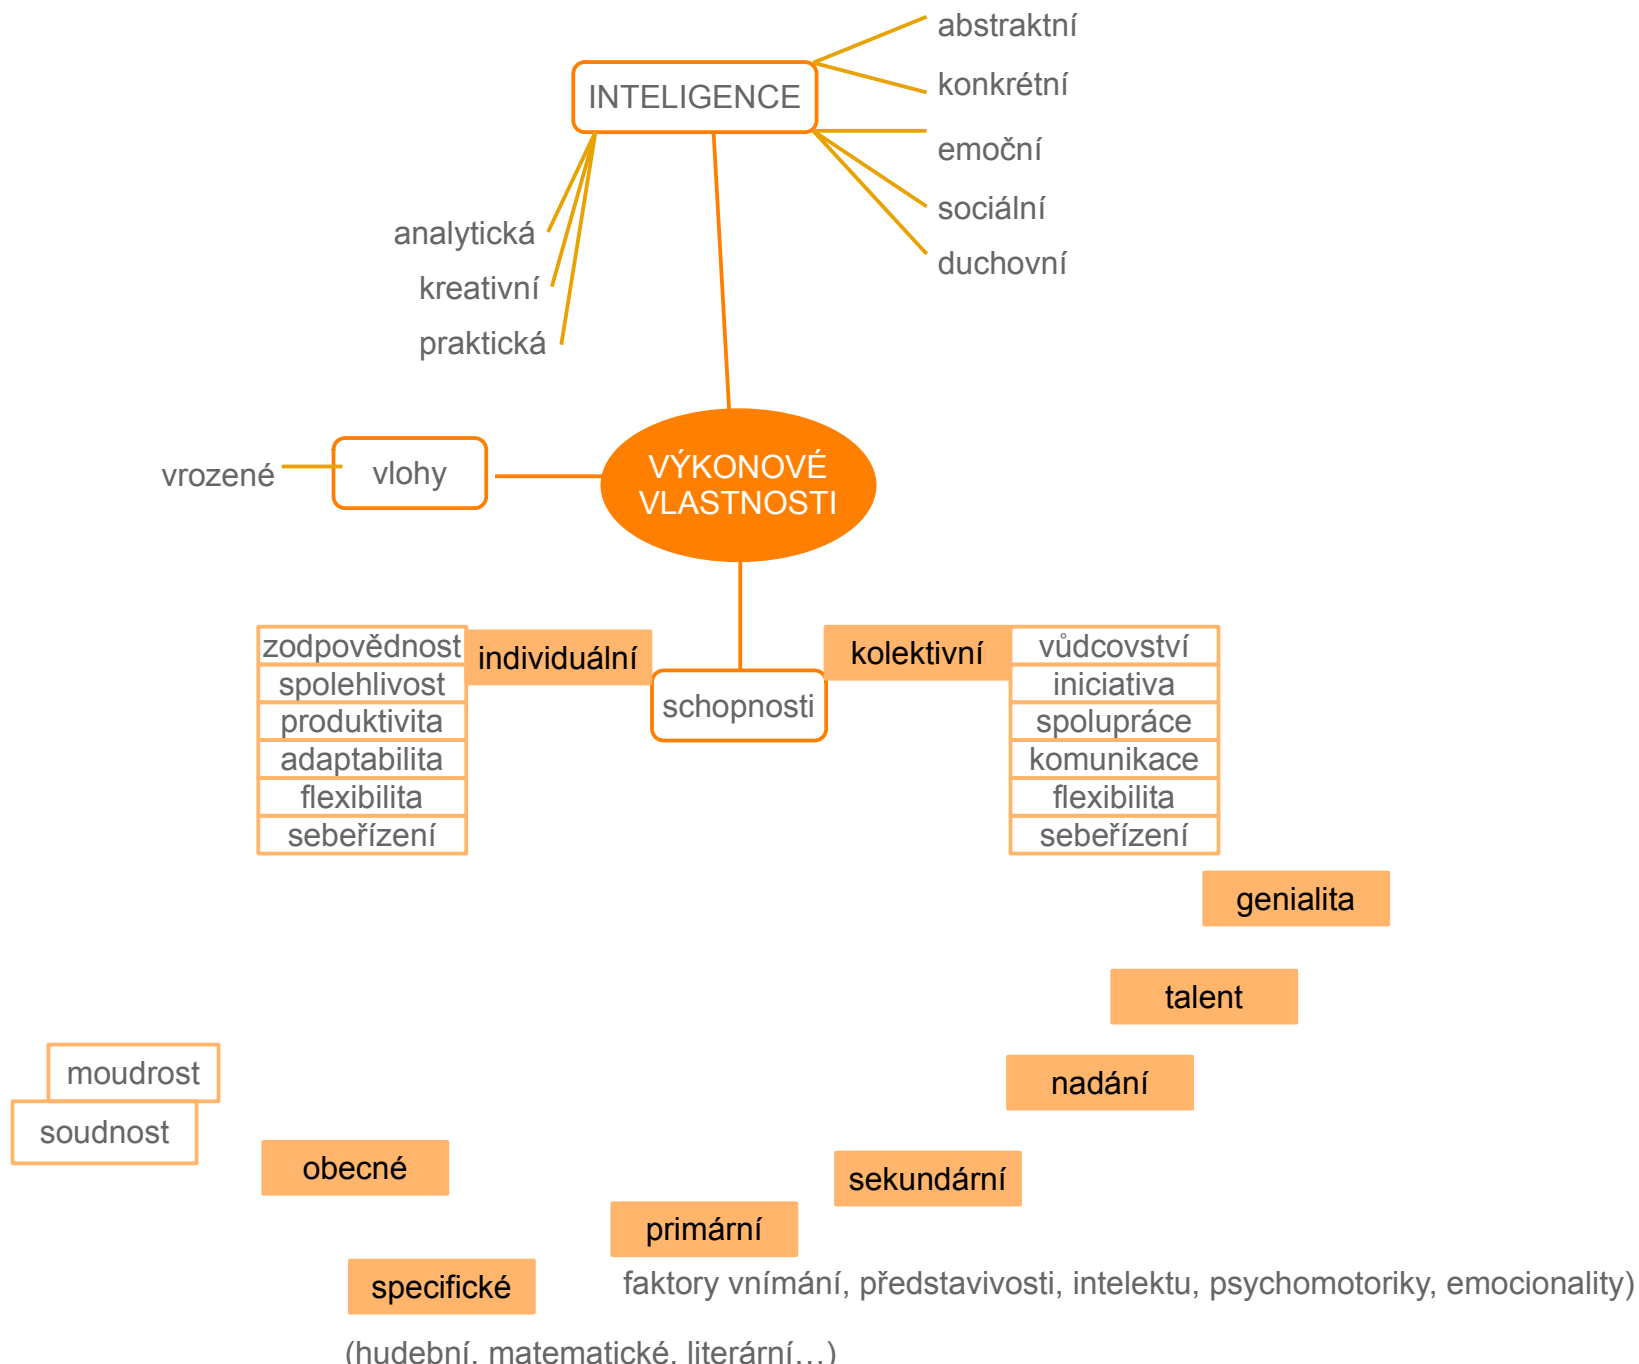 abstraktní
konkrétní
INTELIGENCE
emoční
sociální
duchovní
analytická
kreativní
praktická
vrozené
vlohy
VÝKONOVÉ
VLASTNOSTI
individuální
zodpovědnost
spolehlivost
produktivita
adaptabilita
flexibilita
sebeřízení
schopnosti
kolektivní
vůdcovství
iniciativa
spolupráce
komunikace
flexibilita
sebeřízení
genialita
talent
nadání
moudrost
soudnost
obecné
sekundární
primární
specifické
faktory vnímání, představivosti, intelektu, psychomotoriky, emocionality)
(hudební, matematické, literární…)